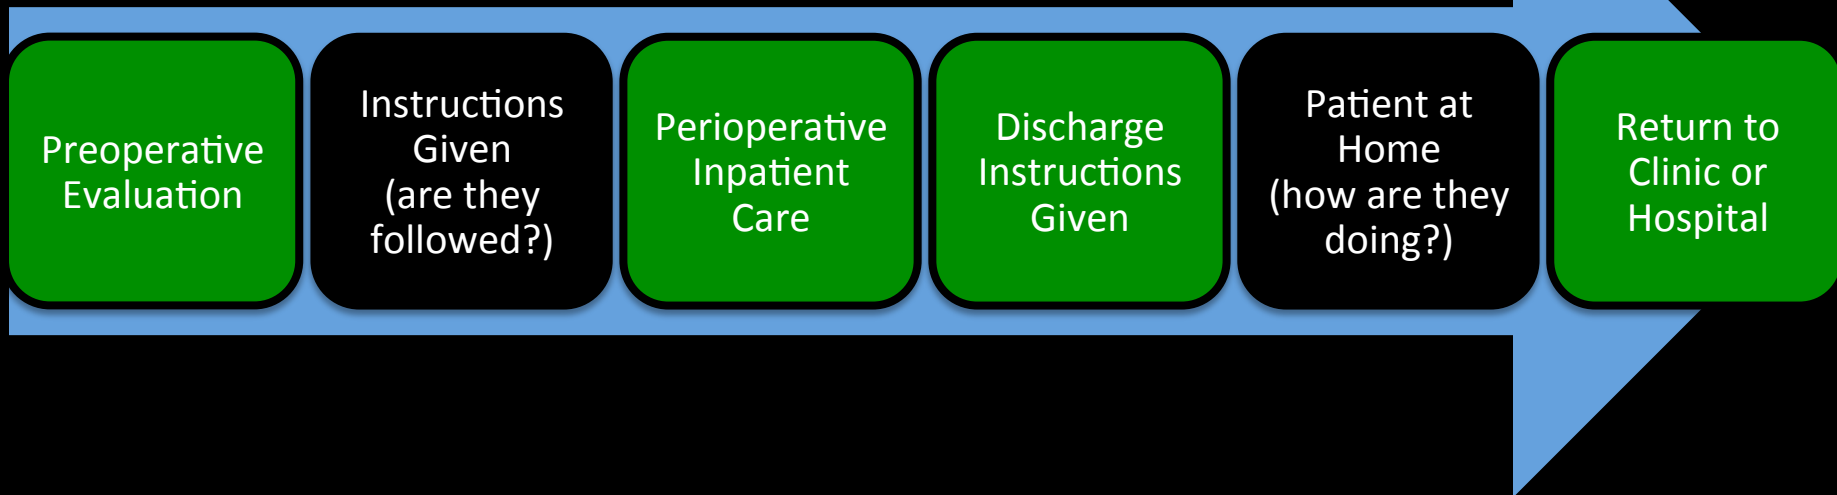 Preoperative
Evaluation
Instructions
Given
(are they
followed?)
Perioperative
Inpatient
Care
Discharge
Instructions
Given
Patient at
Home
(how are they
doing?)
Return to
Clinic or
Hospital